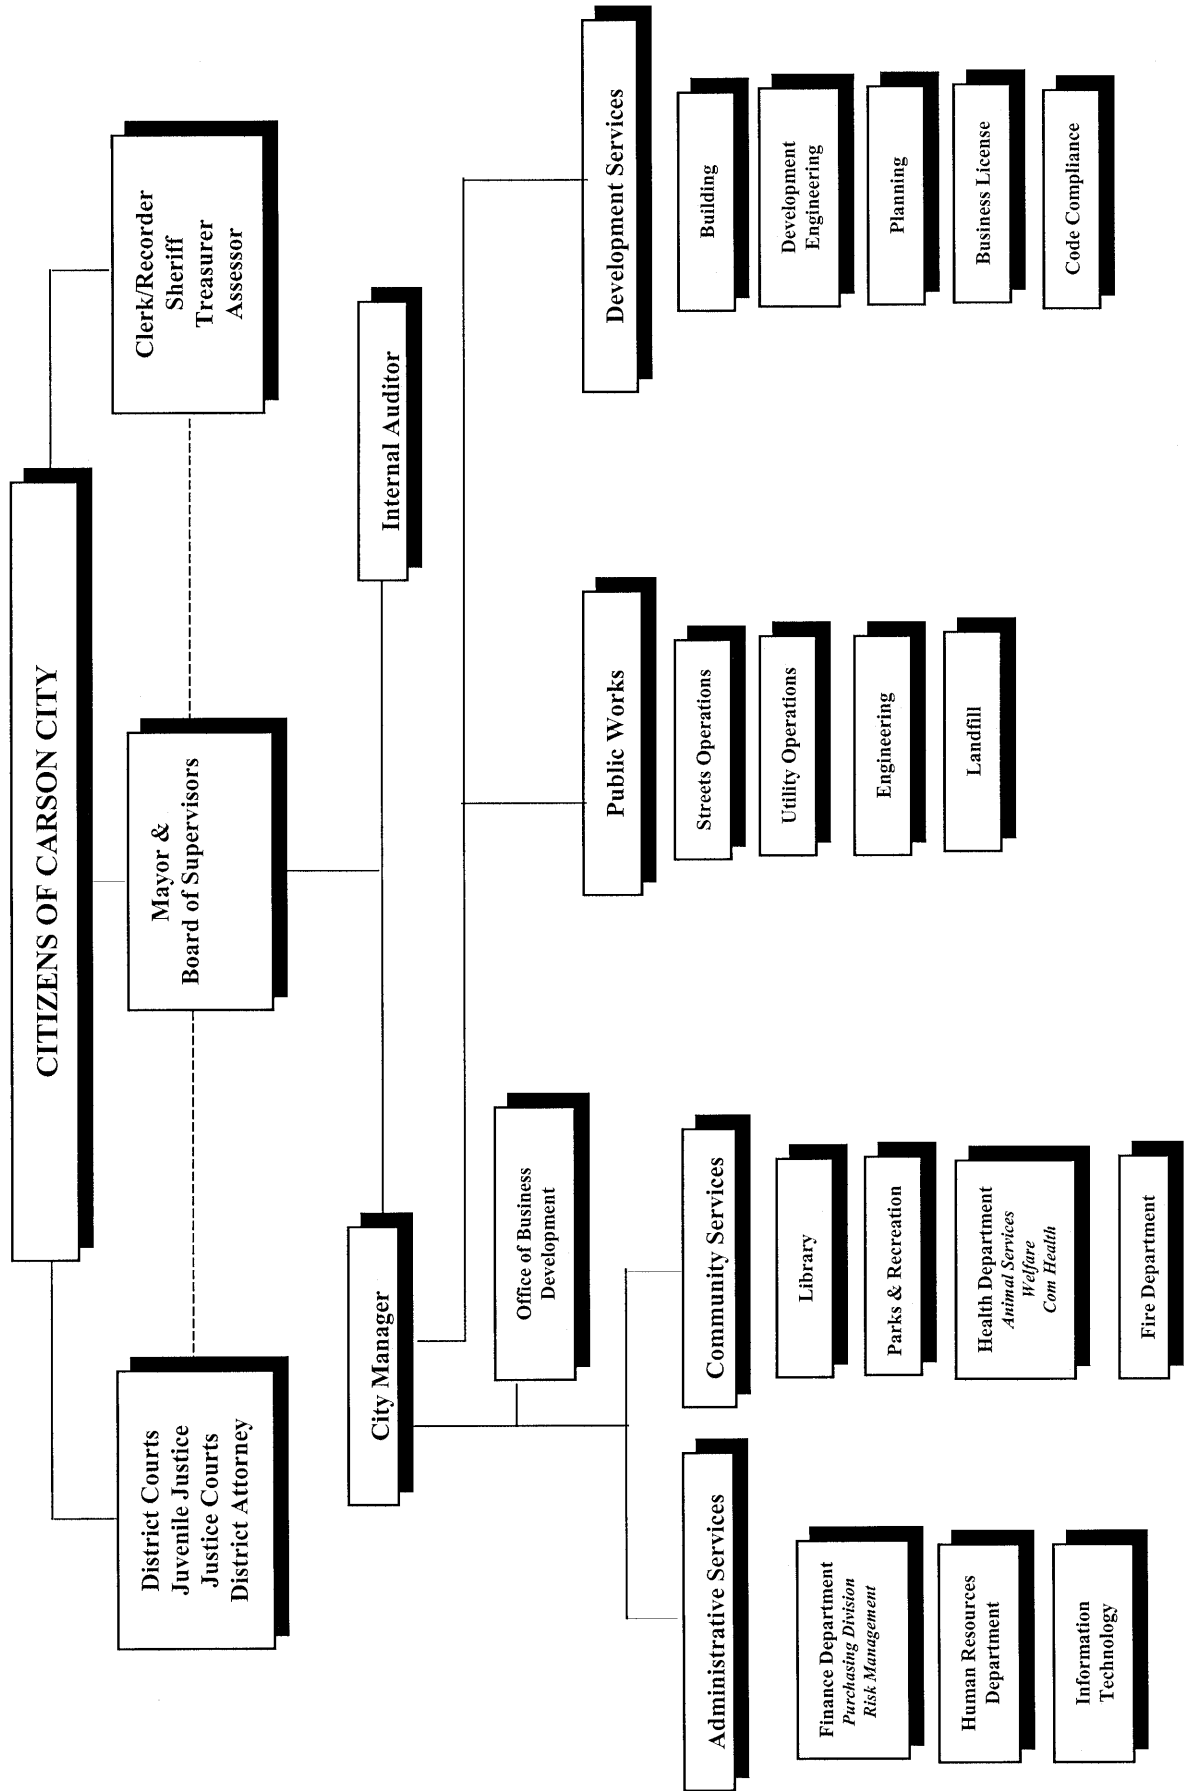 CITIZENS OF CARSON CITY
District Courts
Juvenile Justice
Justice Courts
District Attorney
Mayor &
Board of Supervisors
Clerk/Recorder
Sheriff
Treasurer
Assessor
City Manager
Internal Auditor
Office of Business
Development
Administrative Services
Finance Department
Purchasing Division
Risk Management
Human Resources
Department
Information
Technology
Community Services
Library
Parks & Recreation
Health Department
Animal Services
Welfare
Com Health
Fire Department
Public Works
Streets Operations
Utility Operations
Engineering
Landfill
Development Services
Building
Development
Engineering
Planning
Business License
Code Compliance